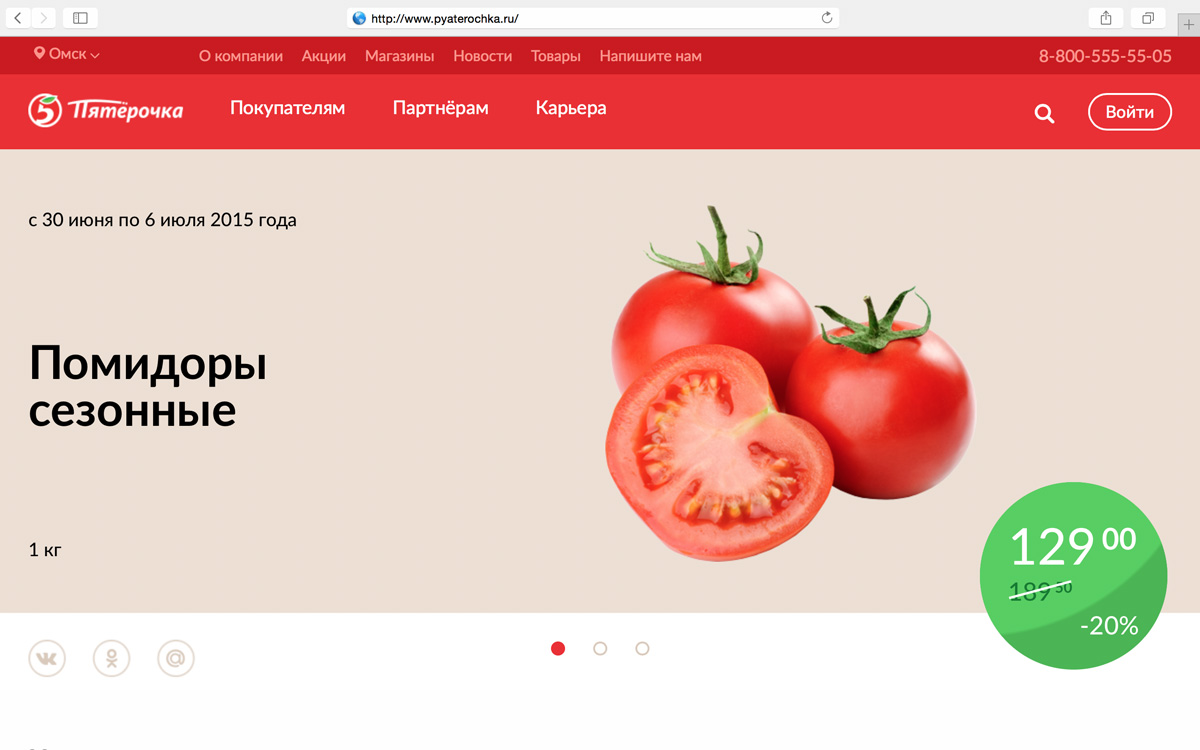 http://www.pyaterochka.ru/
Омск
О компании Акции Магазины Новости Товары Напишите нам
8-800-555-55-05
5 Пятёрочка
Покупателям Партнёрам Карьера
Войти
с 30 июня по 6 июля 2015 года
Помидоры
сезонные
1 кг
129 00
189 50
-20%